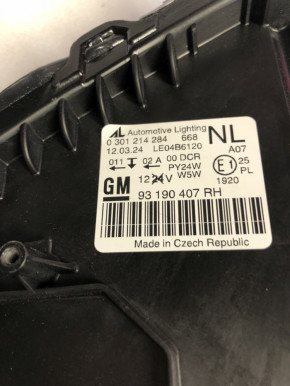 AL Automotive Lighting NL
0 301 214 284 668
12.03.24 LE04B6120 A07
011 02 A 00 DCR E1 25
PY24W PL
GM 12 24 V W5W 1920
93 190 407 RH
Made in Czech Republic